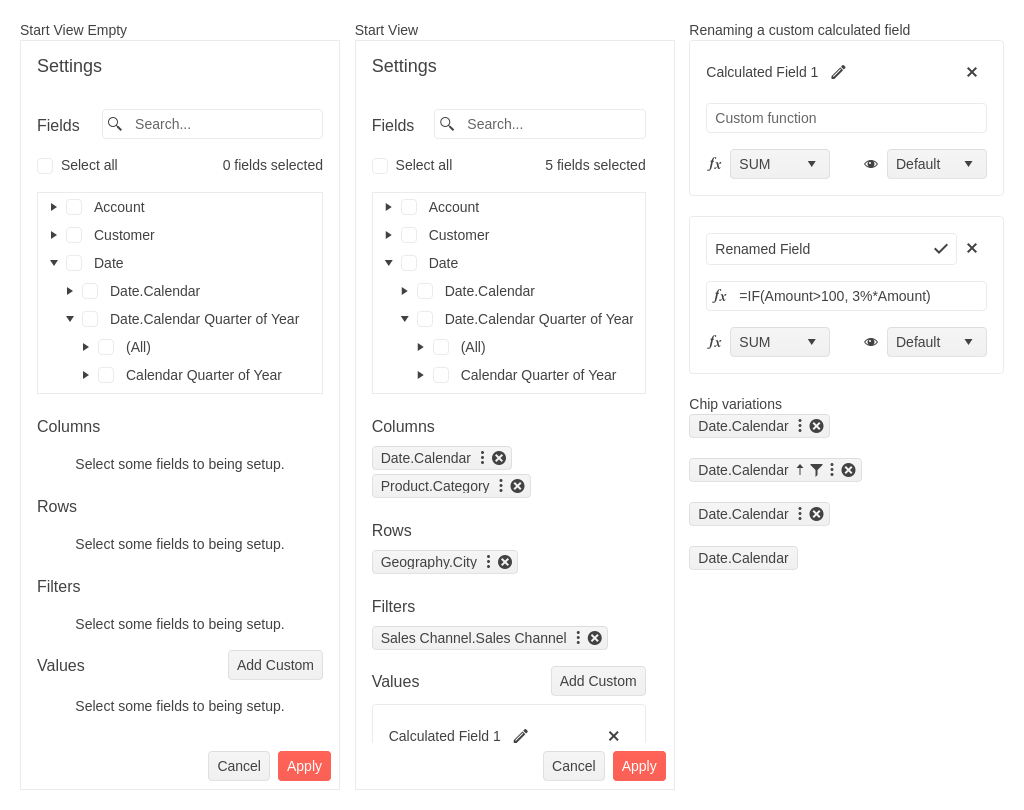 Start View Empty
Settings
Fields
Search...
Select all
0 fields selected
Account
Customer
Date
Date.Calendar
Date.Calendar Quarter of Year
(All)
Calendar Quarter of Year
Columns
Select some fields to being setup.
Rows
Select some fields to being setup.
Filters
Select some fields to being setup.
Values
Add Custom
Select some fields to being setup.
Cancel
Apply
Start View
Settings
Fields
Search...
Select all
5 fields selected
Account
Customer
Date
Date.Calendar
Date.Calendar Quarter of Year
(All)
Calendar Quarter of Year
Columns
Date.Calendar
Product.Category
Rows
Geography.City
Filters
Sales Channel.Sales Channel
Values
Add Custom
Calculated Field 1
Cancel
Apply
Renaming a custom calculated field
Calculated Field 1
Custom function
fx SUM
Default
Renamed Field
fx =IF(Amount>100, 3%*Amount)
fx SUM
Default
Chip variations
Date.Calendar
Date.Calendar
Date.Calendar
Date.Calendar